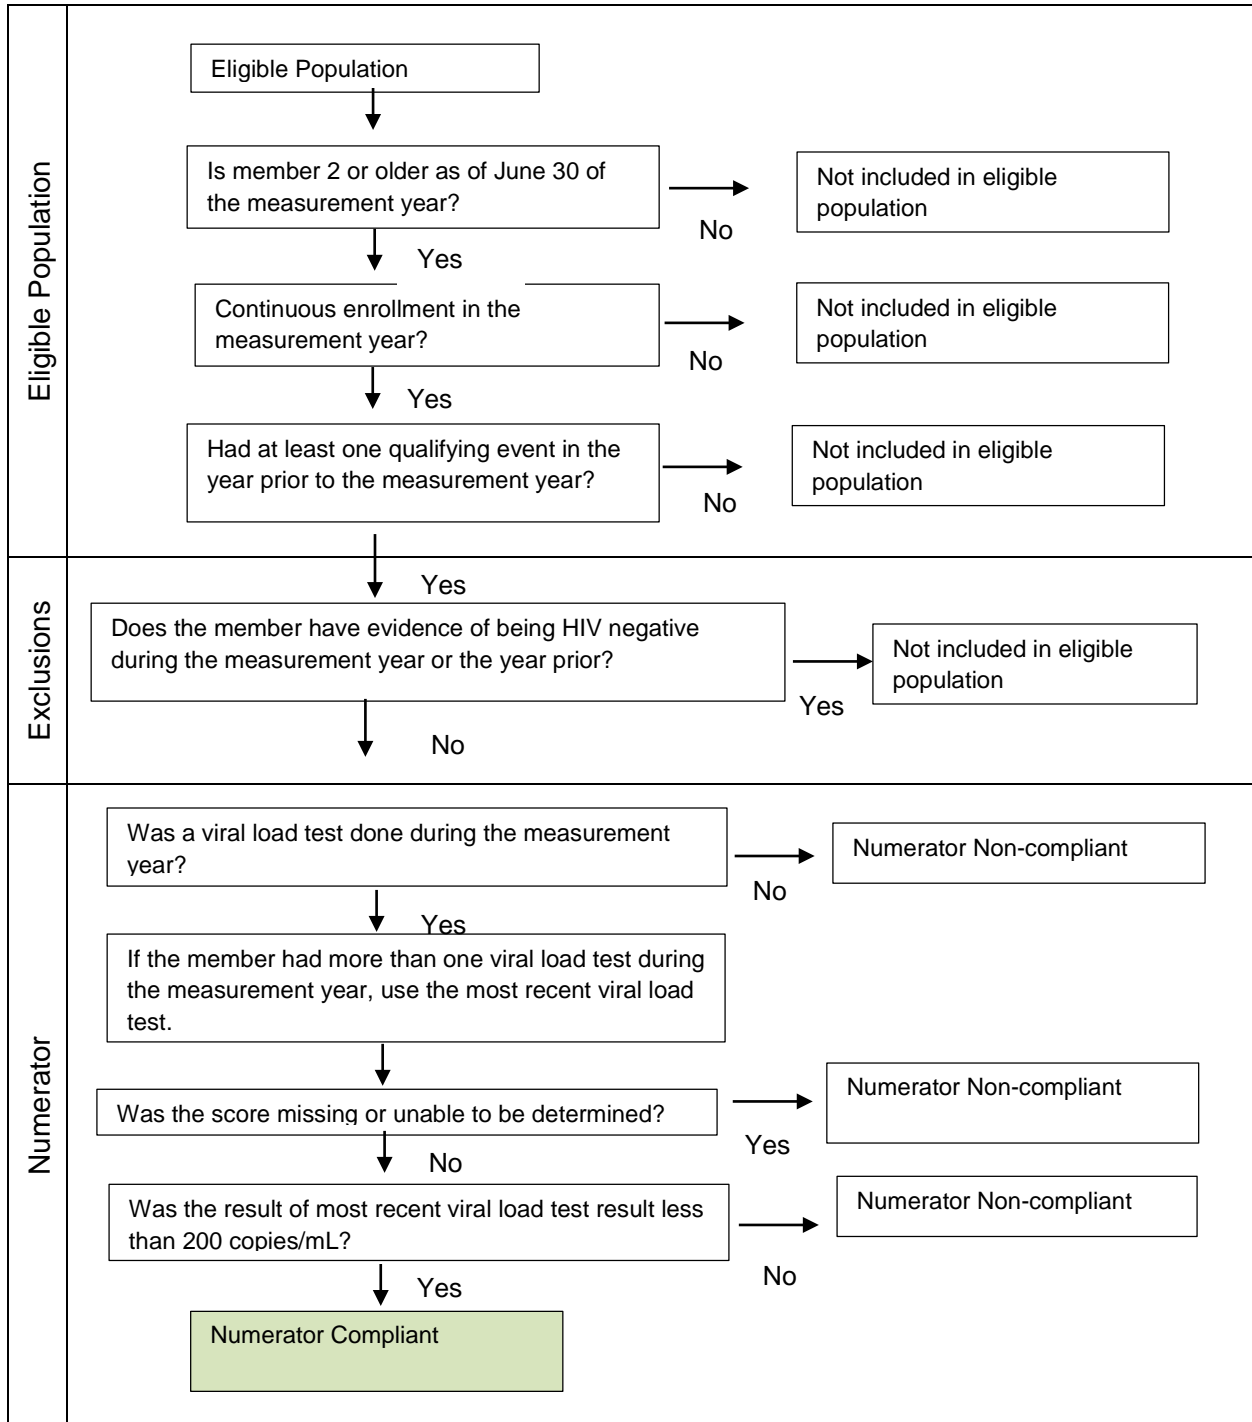 Eligible Population
Eligible Population
Is member 2 or older as of June 30 of
the measurement year?
No
Not included in eligible
population
Yes
Continuous enrollment in the
measurement year?
No
Not included in eligible
population
Yes
Had at least one qualifying event in the
year prior to the measurement year?
No
Not included in eligible
population
Yes
Exclusions
Does the member have evidence of being HIV negative
during the measurement year or the year prior?
Yes
Not included in eligible
population
No
Numerator
Was a viral load test done during the measurement
year?
No
Numerator Non-compliant
Yes
If the member had more than one viral load test during
the measurement year, use the most recent viral load
test.
Was the score missing or unable to be determined?
Yes
Numerator Non-compliant
No
Was the result of most recent viral load test result less
than 200 copies/mL?
No
Numerator Non-compliant
Yes
Numerator Compliant